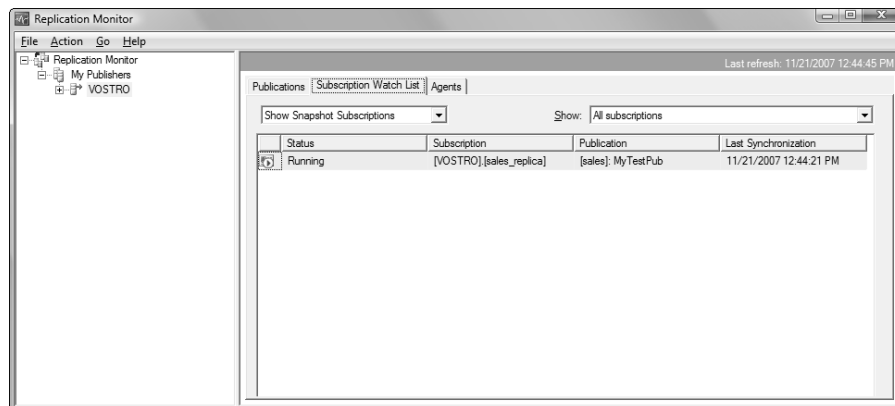 Replication Monitor
File Action Go Help
Replication Monitor
My Publishers
VOSTRO
Last refresh: 11/21/2007 12:44:45 PM
Publications Subscription Watch List Agents
Show Snapshot Subscriptions Show: All subscriptions
Status Subscription Publication Last Synchronization
Running [VOSTRO].[sales_replica] [sales]: MyTestPub 11/21/2007 12:44:21 PM